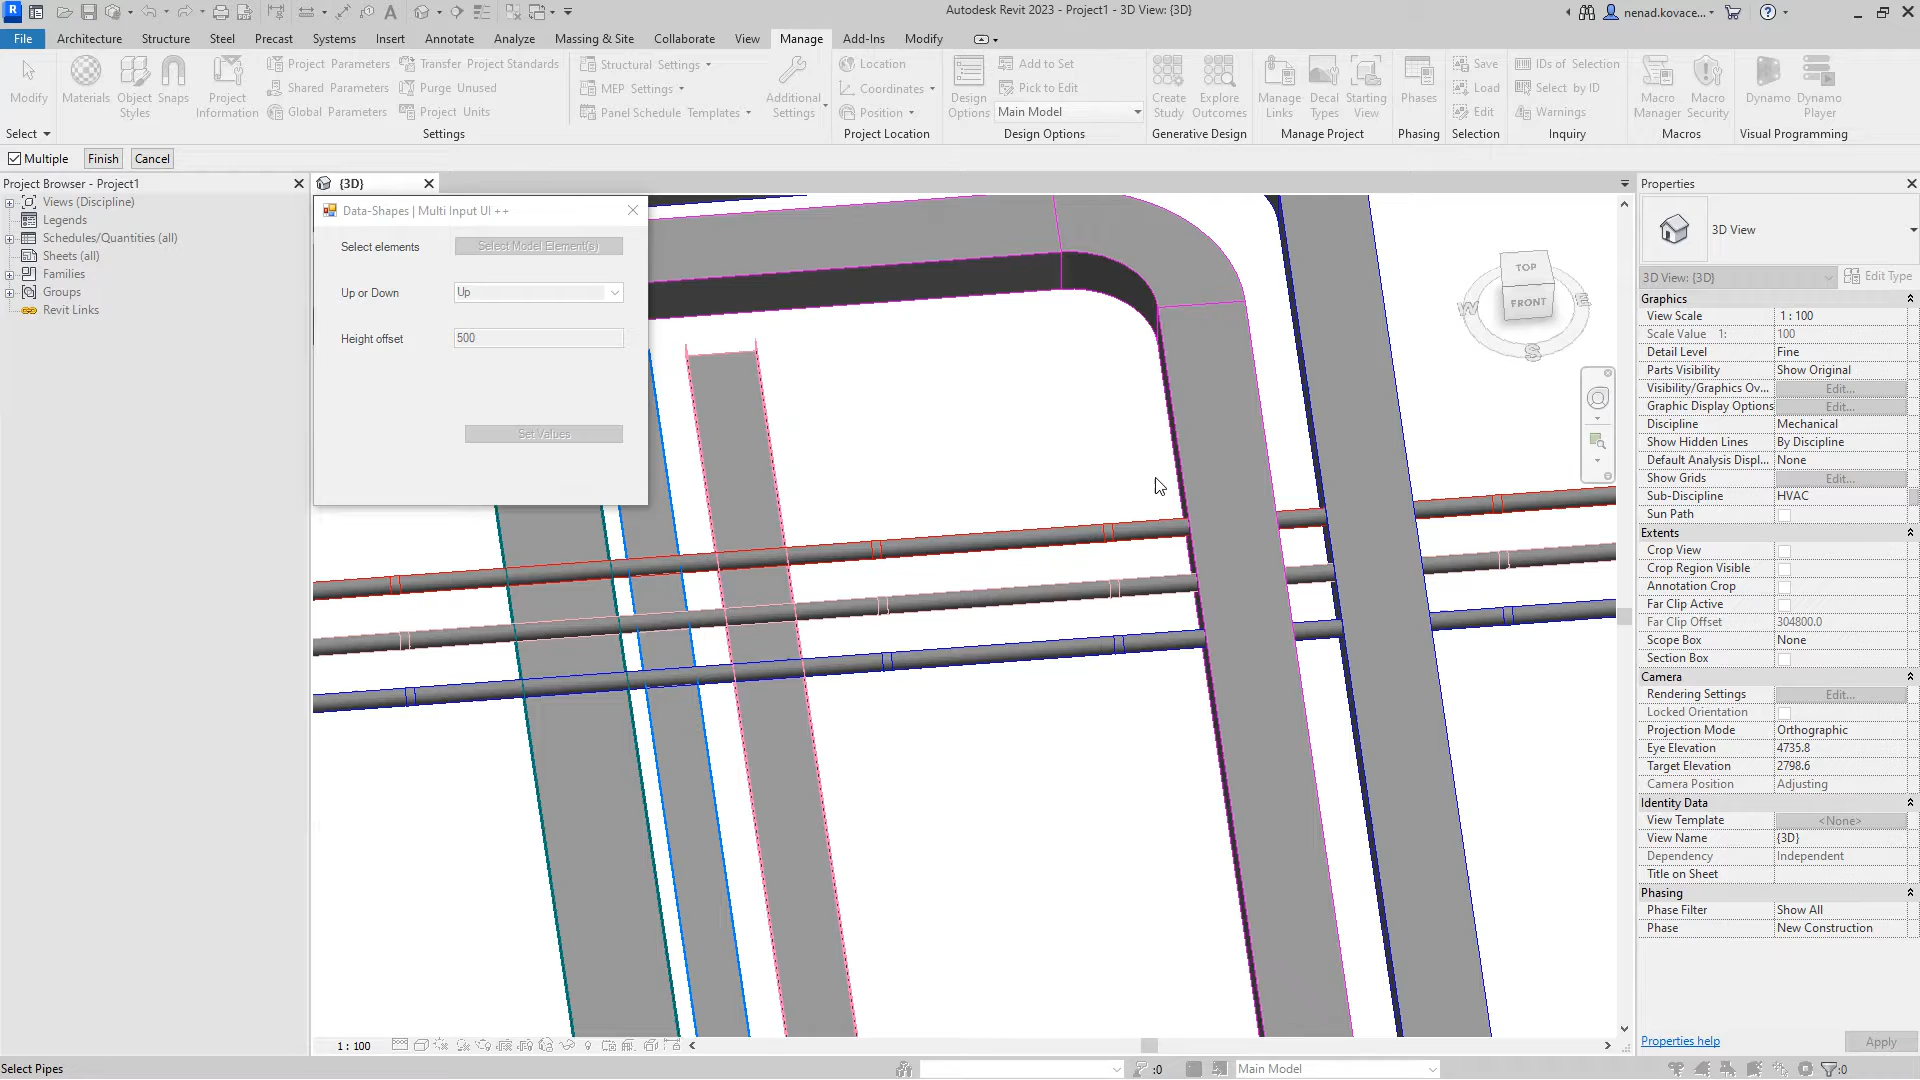 Autodesk Revit 2023 - Project1 - 3D View: {3D}
nenad.kovace...
File Architecture Structure Steel Precast Systems Insert Annotate Analyze Massing & Site Collaborate View Manage Add-Ins Modify
Modify
Materials
Object Styles
Snaps
Project Information
Project Parameters
Shared Parameters
Global Parameters
Transfer Project Standards
Purge Unused
Project Units
Structural Settings
MEP Settings
Panel Schedule Templates
Additional Settings
Location
Coordinates
Position
Design Options
Add to Set
Pick to Edit
Main Model
Create Study
Explore Outcomes
Manage Links
Decal Types
Starting View
Phases
Save
Load
Edit
IDs of Selection
Select by ID
Warnings
Macro Manager
Macro Security
Dynamo
Dynamo Player
Select Settings Project Location Design Options Generative Design Manage Project Phasing Selection Inquiry Macros Visual Programming
Multiple Finish Cancel
Project Browser - Project1
Views (Discipline)
Legends
Schedules/Quantities (all)
Sheets (all)
Families
Groups
Revit Links
{3D}
Data-Shapes | Multi Input UI ++
Select elements Select Model Element(s)
Up or Down Up
Height offset 500
Set Values
TOP
FRONT
W
S
Properties
3D View
3D View: {3D} Edit Type
Graphics
View Scale 1 : 100
Scale Value 1: 100
Detail Level Fine
Parts Visibility Show Original
Visibility/Graphics Ov... Edit...
Graphic Display Options Edit...
Discipline Mechanical
Show Hidden Lines By Discipline
Default Analysis Displ... None
Show Grids Edit...
Sub-Discipline HVAC
Sun Path
Extents
Crop View
Crop Region Visible
Annotation Crop
Far Clip Active
Far Clip Offset 304800.0
Scope Box None
Section Box
Camera
Rendering Settings Edit...
Locked Orientation
Projection Mode Orthographic
Eye Elevation 4735.8
Target Elevation 2798.6
Camera Position Adjusting
Identity Data
View Template <None>
View Name {3D}
Dependency Independent
Title on Sheet
Phasing
Phase Filter Show All
Phase New Construction
Properties help Apply
1 : 100
Select Pipes
:0
Main Model
:0